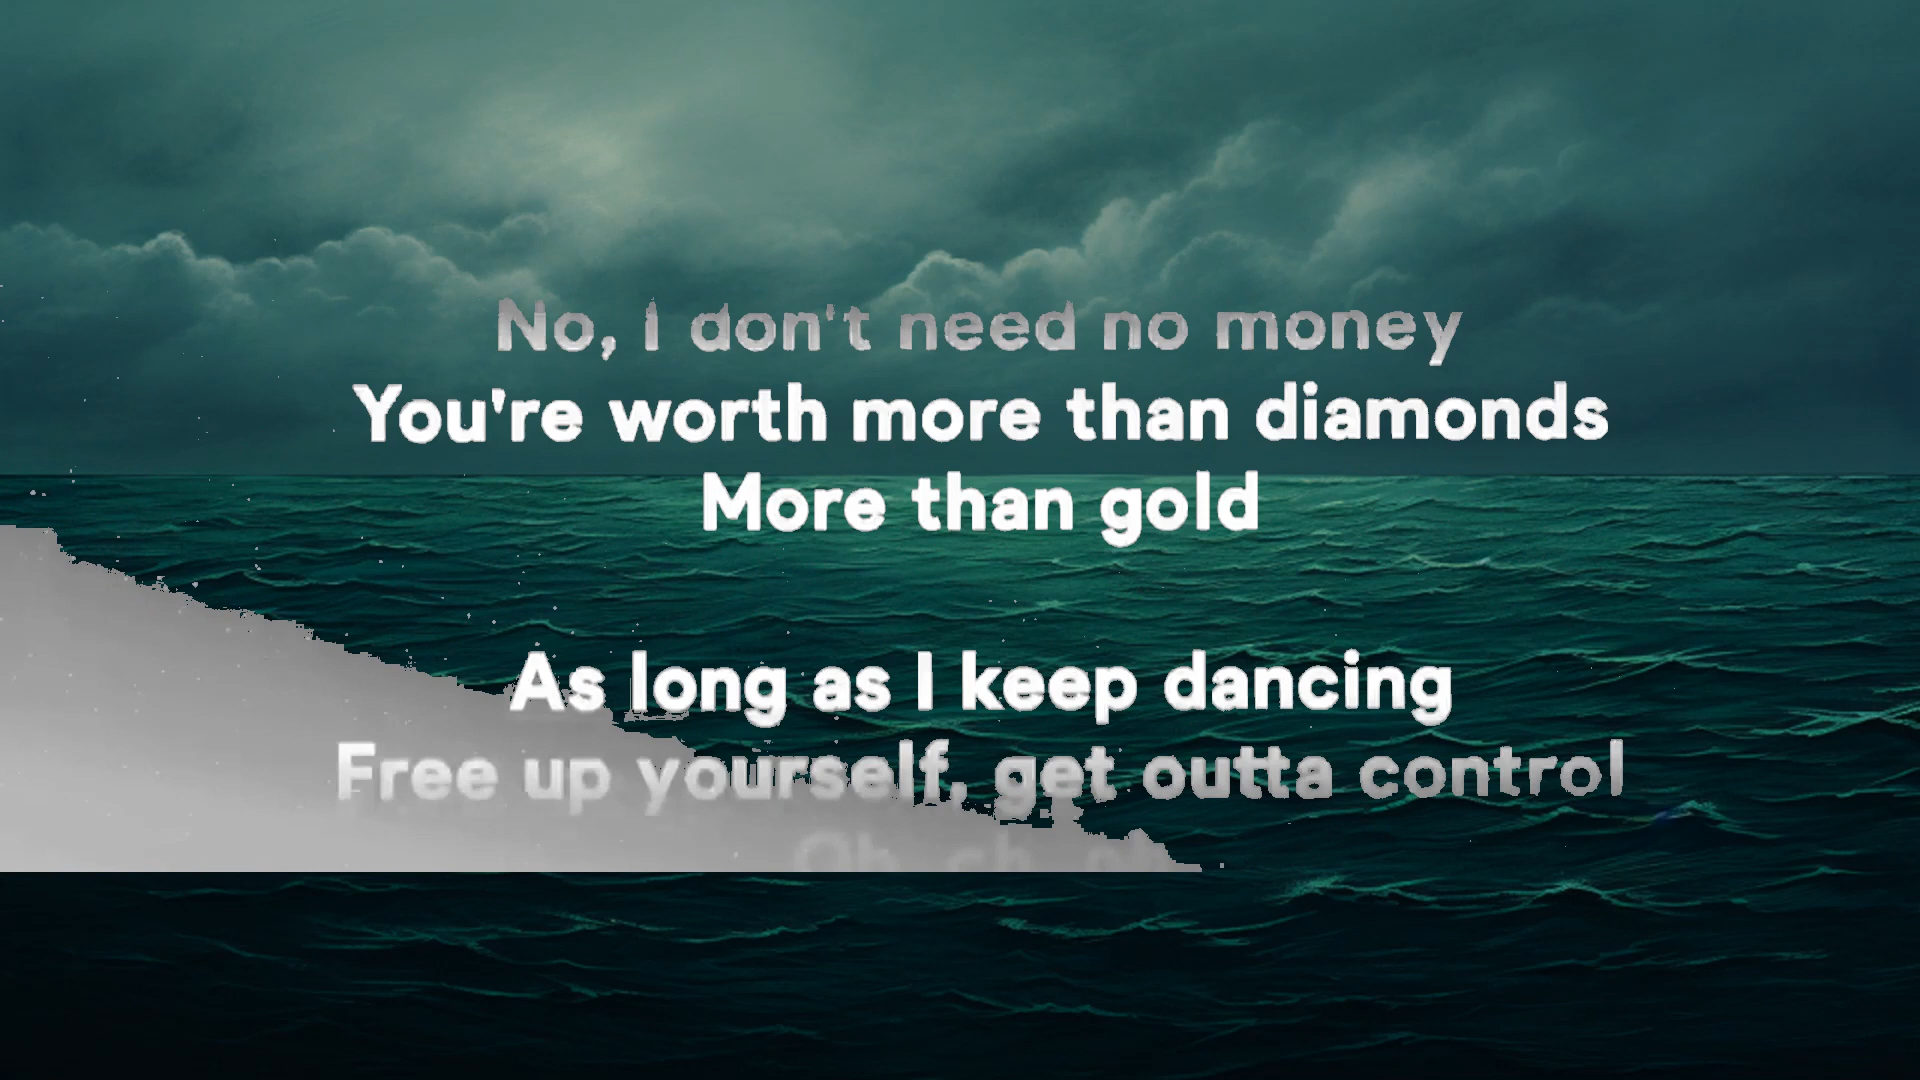 No, I don't need no money
You're worth more than diamonds
More than gold
As long as I keep dancing
Free up yourself, get outta control